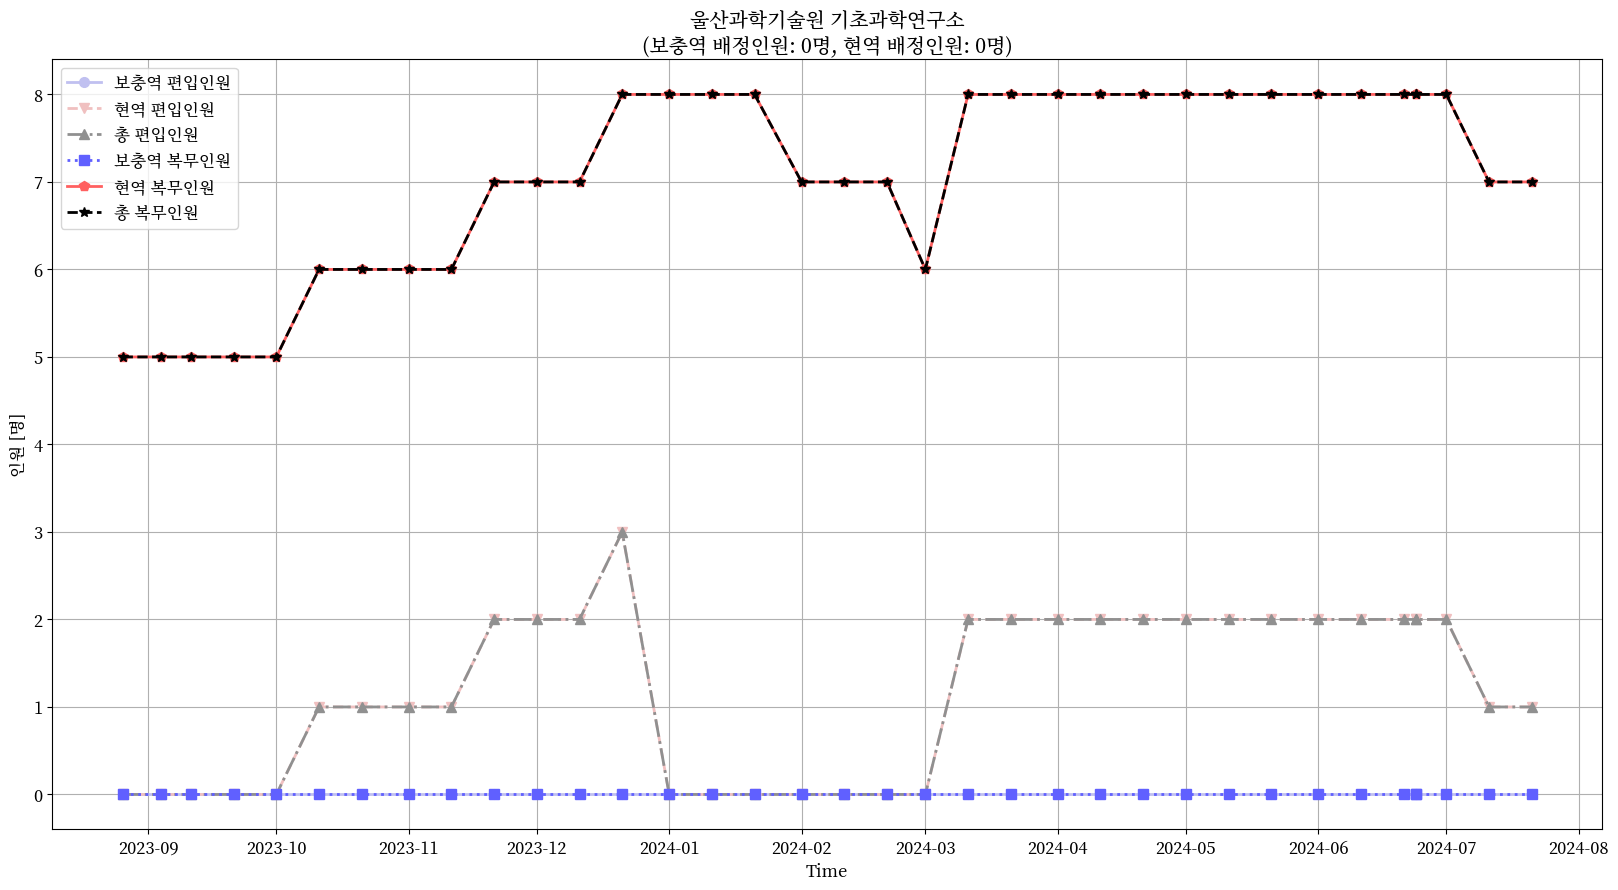 울산과학기술원 기초과학연구소
(보충역 배정인원: 0명, 현역 배정인원: 0명)
보충역 편입인원
현역 편입인원
총 편입인원
보충역 복무인원
현역 복무인원
총 복무인원
인원 [명]
8
7
6
5
4
3
2
1
0
2023-09 2023-10 2023-11 2023-12 2024-01 2024-02 2024-03 2024-04 2024-05 2024-06 2024-07 2024-08
Time